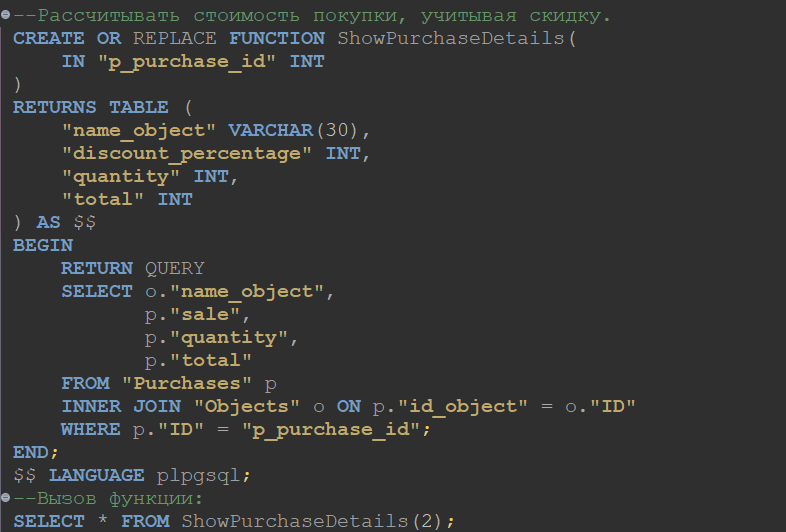 --Рассчитывать стоимость покупки, учитывая скидку.
CREATE OR REPLACE FUNCTION ShowPurchaseDetails(
    IN "p_purchase_id" INT
)
RETURNS TABLE (
    "name_object" VARCHAR(30),
    "discount_percentage" INT,
    "quantity" INT,
    "total" INT
) AS $$
BEGIN
    RETURN QUERY
    SELECT o."name_object",
           p."sale",
           p."quantity",
           p."total"
    FROM "Purchases" p
    INNER JOIN "Objects" o ON p."id_object" = o."ID"
    WHERE p."ID" = "p_purchase_id";
END;
$$ LANGUAGE plpgsql;
--Вызов функции:
SELECT * FROM ShowPurchaseDetails(2);